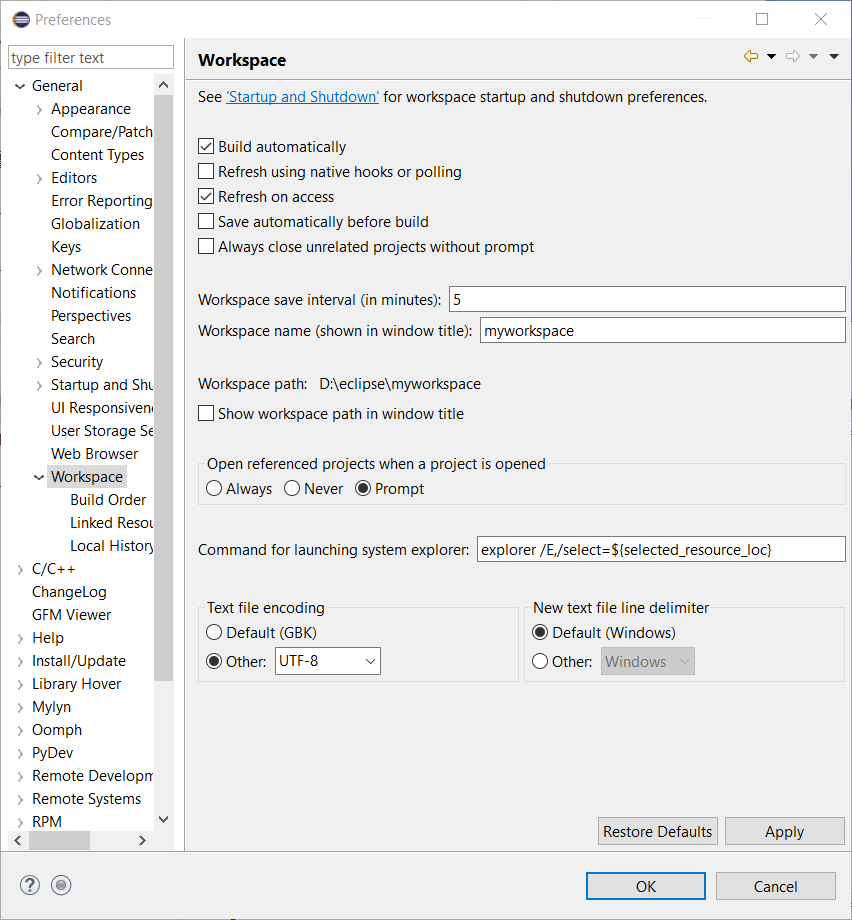 Preferences
type filter text
General
Appearance
Compare/Patch
Content Types
Editors
Error Reporting
Globalization
Keys
Network Conne
Notifications
Perspectives
Search
Security
Startup and Shu
UI Responsiven
User Storage Se
Web Browser
Workspace
Build Order
Linked Resou
Local History
C/C++
ChangeLog
GFM Viewer
Help
Install/Update
Library Hover
Mylyn
Oomph
PyDev
Remote Developm
Remote Systems
RPM
Workspace
See 'Startup and Shutdown' for workspace startup and shutdown preferences.
Build automatically
Refresh using native hooks or polling
Refresh on access
Save automatically before build
Always close unrelated projects without prompt
Workspace save interval (in minutes): 5
Workspace name (shown in window title): myworkspace
Workspace path: D:\eclipse\myworkspace
Show workspace path in window title
Open referenced projects when a project is opened
Always Never Prompt
Command for launching system explorer: explorer /E,/select=${selected_resource_loc}
Text file encoding
Default (GBK)
Other: UTF-8
New text file line delimiter
Default (Windows)
Other: Windows
Restore Defaults Apply
OK Cancel